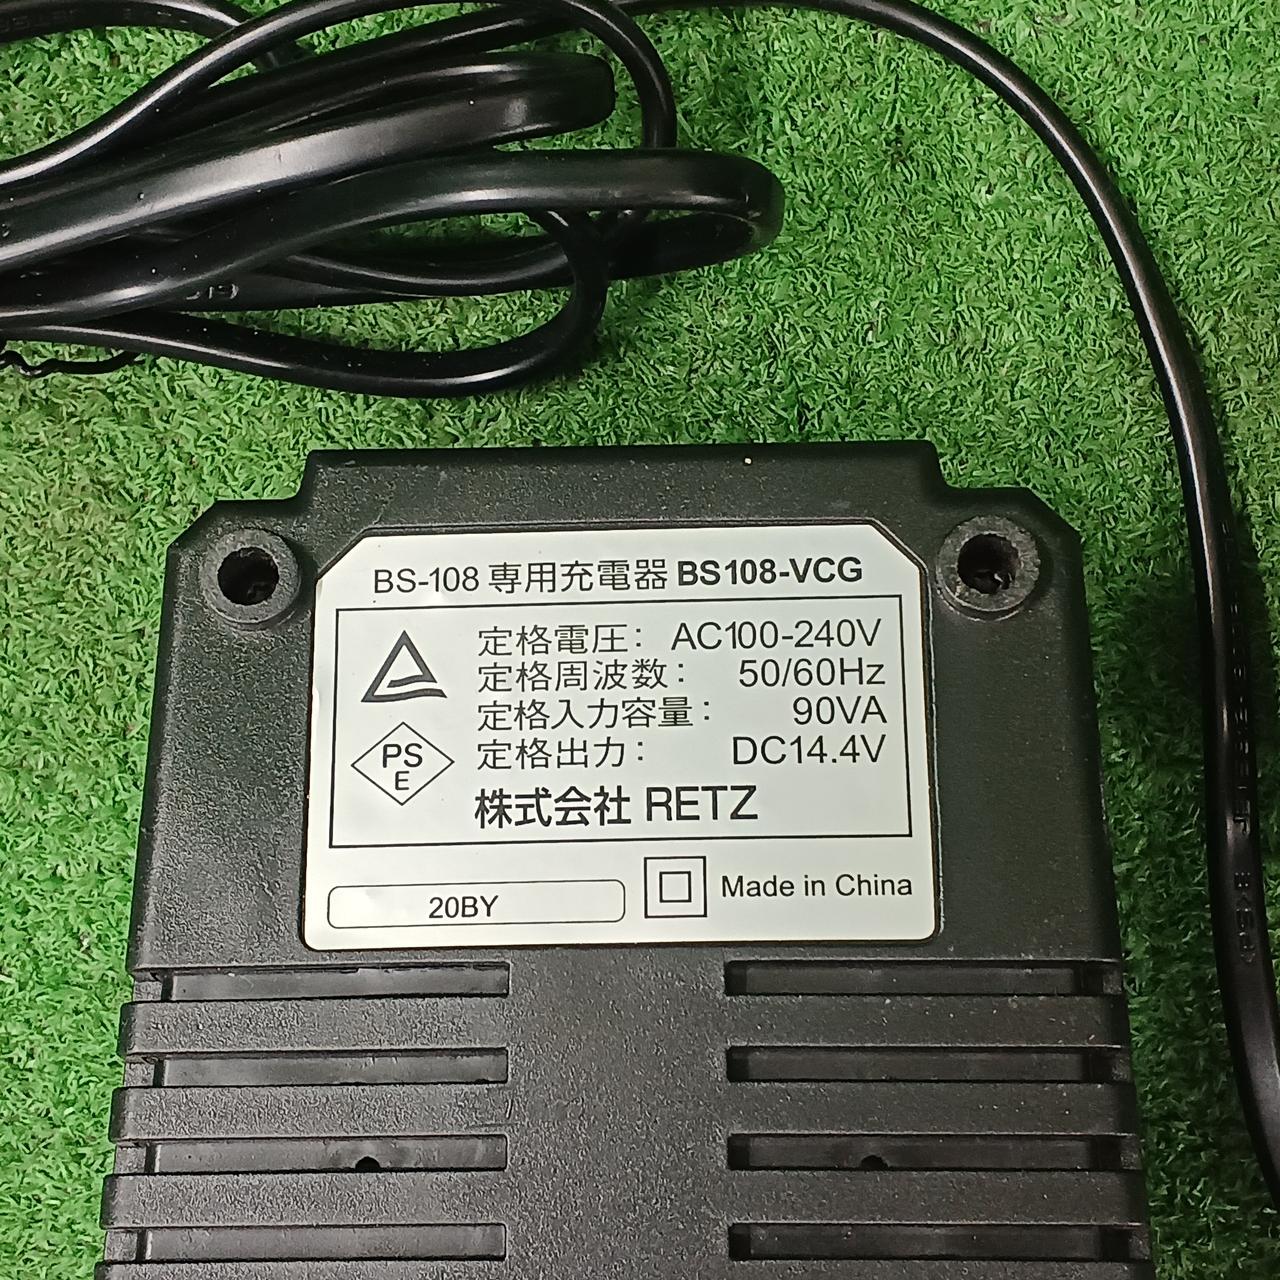 BS-108 専用充電器 BS108-VCG
定格電圧: AC100-240V
定格周波数: 50/60Hz
定格入力容量: 90VA
定格出力: DC14.4V
PS
E
株式会社 RETZ
20BY
Made in China